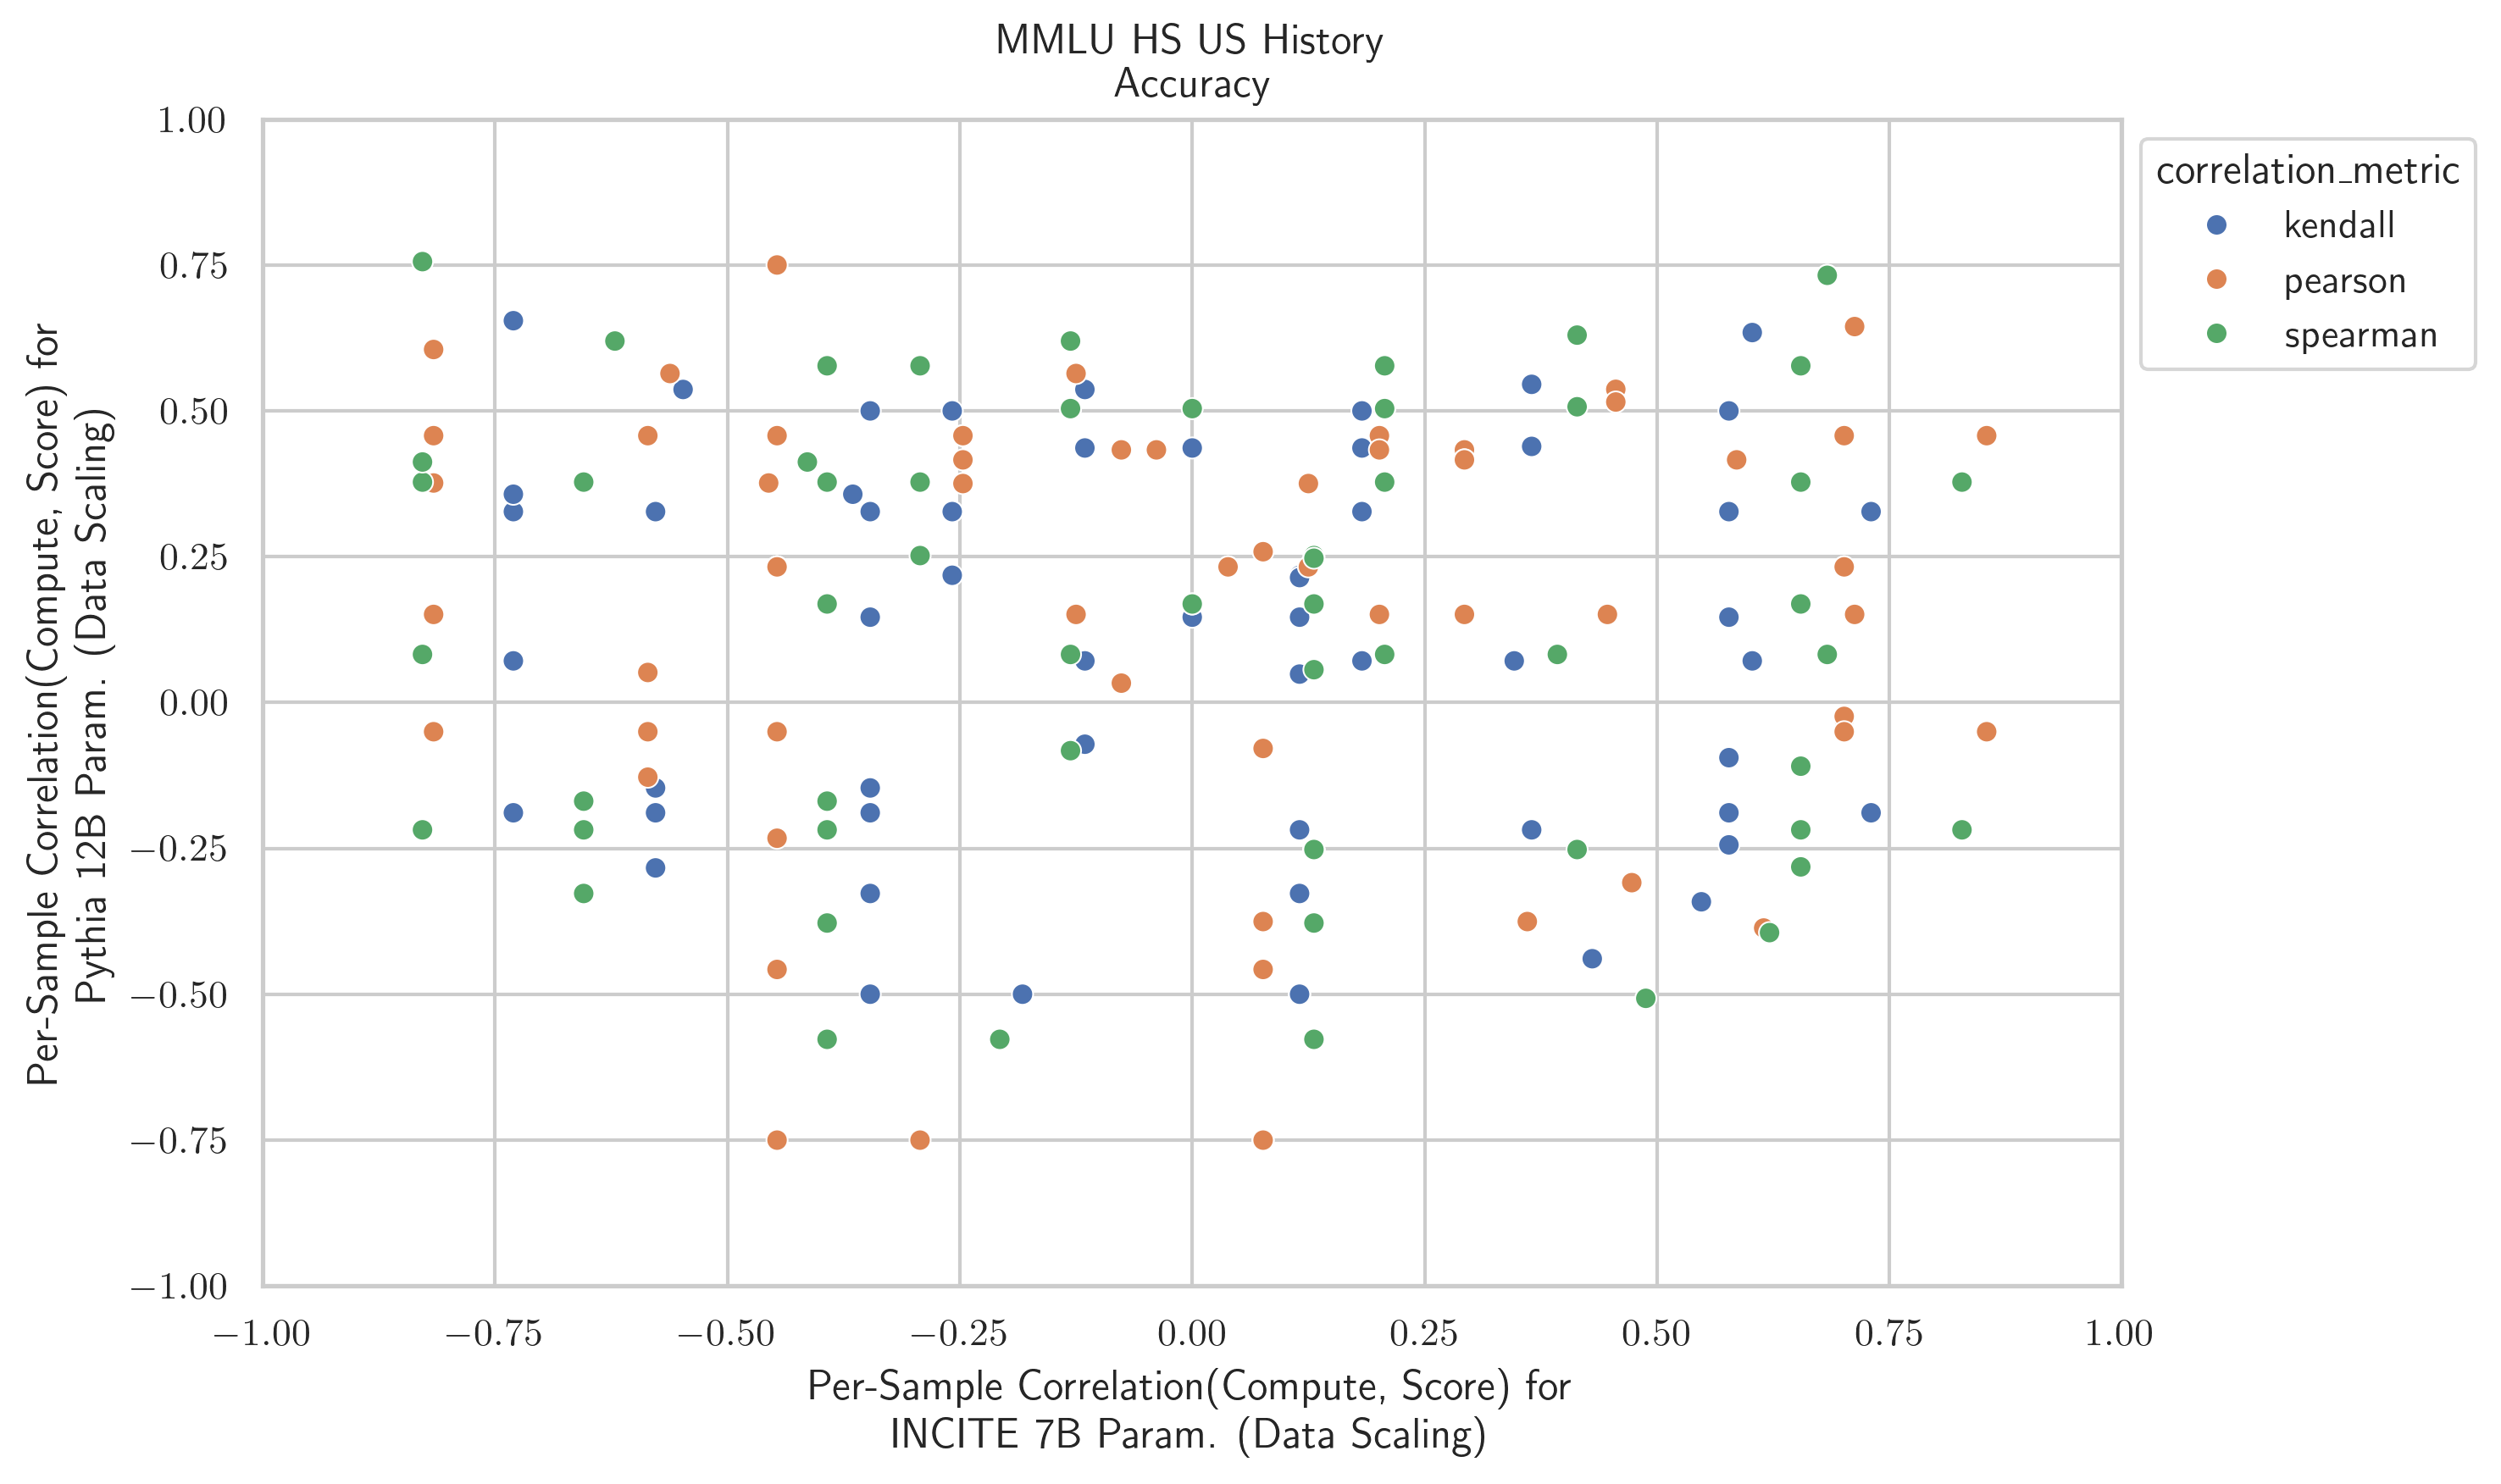 MMLU HS US History
Accuracy
Per-Sample Correlation(Compute, Score) for
Pythia 12B Param. (Data Scaling)
1.00
0.75
0.50
0.25
0.00
−0.25
−0.50
−0.75
−1.00
−1.00 −0.75 −0.50 −0.25 0.00 0.25 0.50 0.75 1.00
Per-Sample Correlation(Compute, Score) for
INCITE 7B Param. (Data Scaling)
correlation_metric
kendall
pearson
spearman